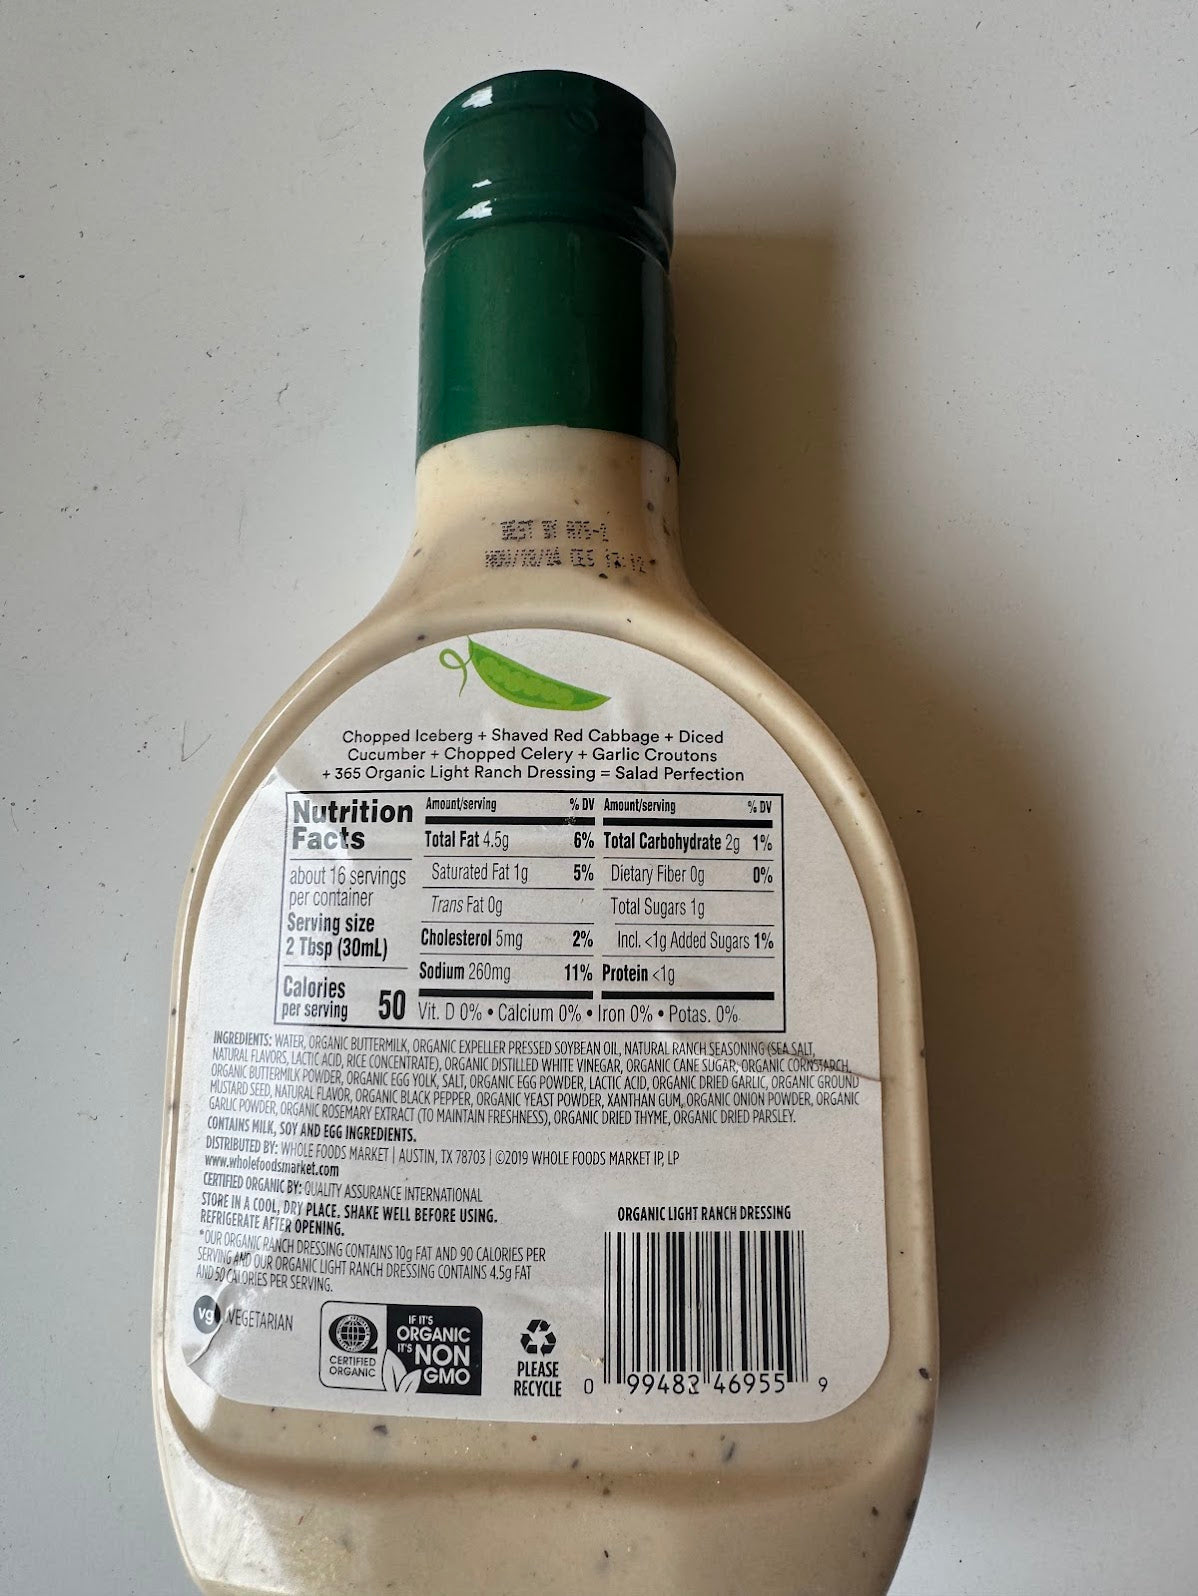 BEST BY A75-2
Chopped Iceberg + Shaved Red Cabbage + Diced
Cucumber + Chopped Celery + Garlic Croutons
+ 365 Organic Light Ranch Dressing = Salad Perfection
Nutrition
Facts
about 16 servings
per container
Serving size
2 Tbsp (30mL)
Calories
per serving 50
Amount/serving % DV
Total Fat 4.5g 6%
Saturated Fat 1g 5%
Trans Fat 0g
Cholesterol 5mg 2%
Sodium 260mg 11%
Amount/serving % DV
Total Carbohydrate 2g 1%
Dietary Fiber 0g 0%
Total Sugars 1g
Incl. <1g Added Sugars 1%
Protein <1g
Vit. D 0% • Calcium 0% • Iron 0% • Potas. 0%
INGREDIENTS: WATER, ORGANIC BUTTERMILK, ORGANIC EXPELLER PRESSED SOYBEAN OIL, NATURAL RANCH SEASONING (SEA SALT,
NATURAL FLAVORS, LACTIC ACID, RICE CONCENTRATE), ORGANIC DISTILLED WHITE VINEGAR, ORGANIC CANE SUGAR, ORGANIC CORNSTARCH,
ORGANIC BUTTERMILK POWDER, ORGANIC EGG YOLK, SALT, ORGANIC EGG POWDER, LACTIC ACID, ORGANIC DRIED GARLIC, ORGANIC GROUND
MUSTARD SEED, NATURAL FLAVOR, ORGANIC BLACK PEPPER, ORGANIC YEAST POWDER, XANTHAN GUM, ORGANIC ONION POWDER, ORGANIC
GARLIC POWDER, ORGANIC ROSEMARY EXTRACT (TO MAINTAIN FRESHNESS), ORGANIC DRIED THYME, ORGANIC DRIED PARSLEY.
CONTAINS MILK, SOY AND EGG INGREDIENTS.
DISTRIBUTED BY: WHOLE FOODS MARKET | AUSTIN, TX 78703 | ©2019 WHOLE FOODS MARKET IP, LP
www.wholefoodsmarket.com
CERTIFIED ORGANIC BY: QUALITY ASSURANCE INTERNATIONAL
STORE IN A COOL, DRY PLACE. SHAKE WELL BEFORE USING.
REFRIGERATE AFTER OPENING.
*OUR ORGANIC RANCH DRESSING CONTAINS 10g FAT AND 90 CALORIES PER
SERVING AND OUR ORGANIC LIGHT RANCH DRESSING CONTAINS 4.5g FAT
AND 50 CALORIES PER SERVING.
vg VEGETARIAN
CERTIFIED
ORGANIC
IF IT'S
ORGANIC
IT'S NON
GMO
PLEASE
RECYCLE
ORGANIC LIGHT RANCH DRESSING
0 99482 46955 9